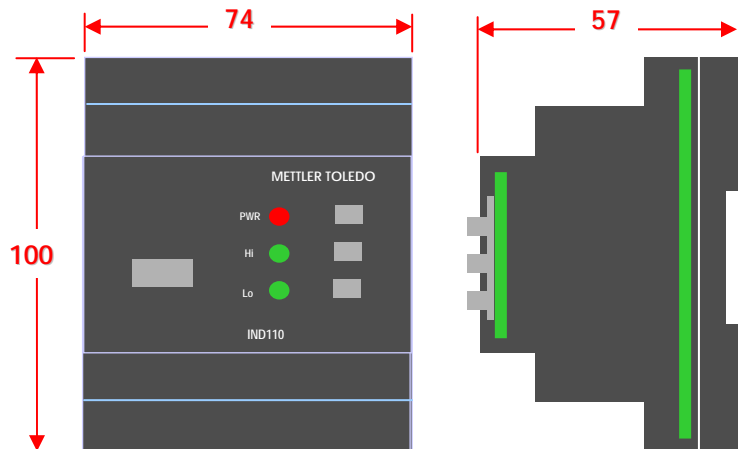 74
57
METTLER TOLEDO
PWR
100
Hi
Lo
IND110